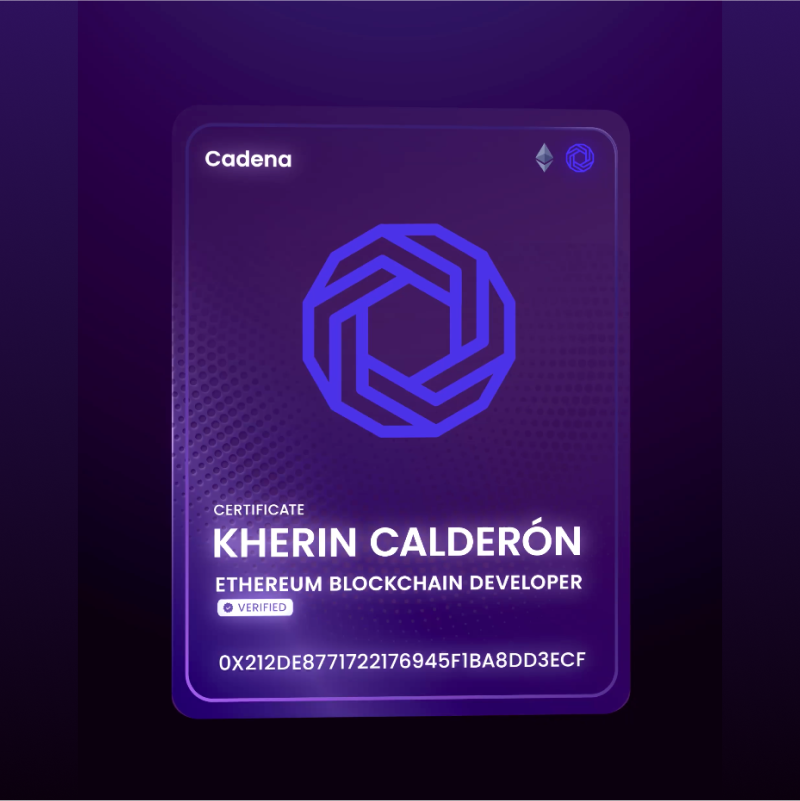 Cadena
CERTIFICATE
KHERIN CALDERÓN
ETHEREUM BLOCKCHAIN DEVELOPER
VERIFIED
0X212DE8771722176945F1BA8DD3ECF